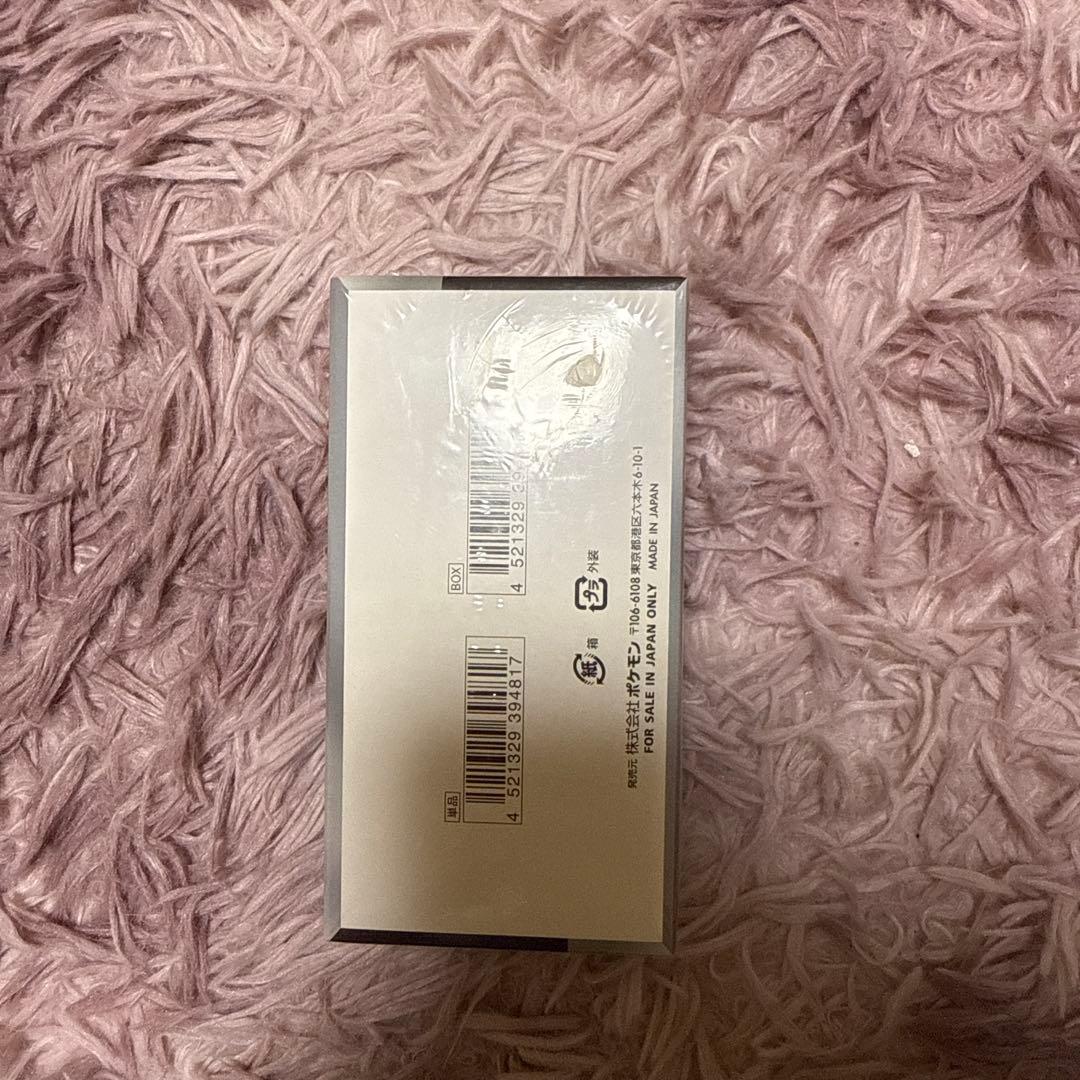 単品
4 521329 394817
BOX
4 521329 39
紙 箱
プラ 外装
発売元 株式会社 ポケモン 〒106-6108 東京都港区六本木6-10-1
FOR SALE IN JAPAN ONLY MADE IN JAPAN